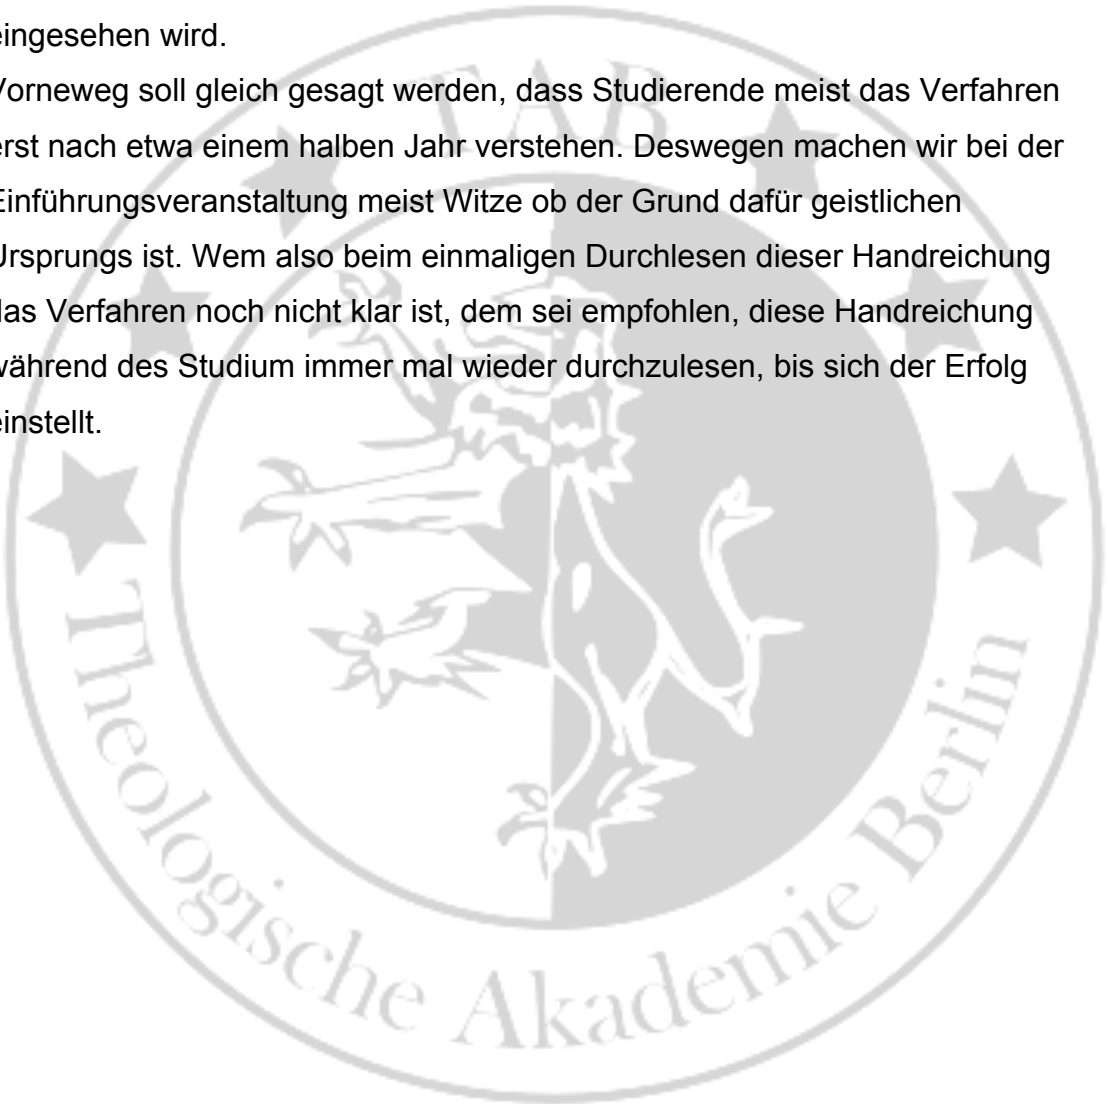 eingesehen wird.
Vorneweg soll gleich gesagt werden, dass Studierende meist das Verfahren
erst nach etwa einem halben Jahr verstehen. Deswegen machen wir bei der
Einführungsveranstaltung meist Witze ob der Grund dafür geistlichen
Ursprungs ist. Wem also beim einmaligen Durchlesen dieser Handreichung
das Verfahren noch nicht klar ist, dem sei empfohlen, diese Handreichung
während des Studium immer mal wieder durchzulesen, bis sich der Erfolg
einstellt.
TAB
Theologische Akademie Berlin